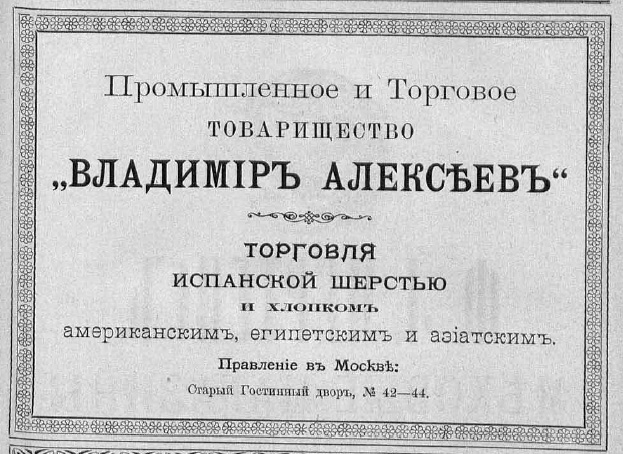 Промышленное и Торговое
ТОВАРИЩЕСТВО
„ВЛАДИМІРЪ АЛЕКСѢЕВЪ“
ТОРГОВЛЯ
ИСПАНСКОЙ ШЕРСТЬЮ
И ХЛОПКОМЪ
американскимъ, египетскимъ и азіатскимъ.
Правленіе въ Москвѣ:
Старый Гостинный дворъ, № 42—44.